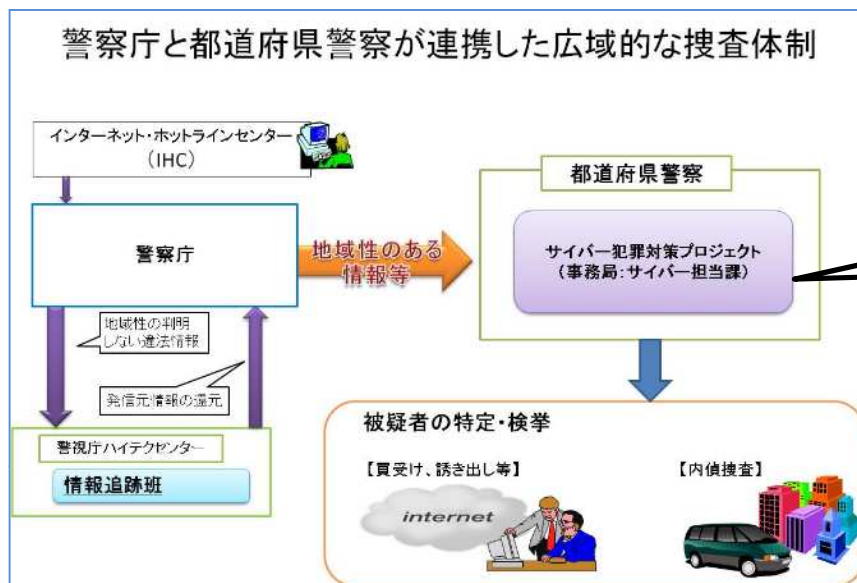 警察庁と都道府県警察が連携した広域的な捜査体制
インターネット・ホットラインセンター
（IHC）
警察庁
地域性のある
情報等
都道府県警察
サイバー犯罪対策プロジェクト
（事務局：サイバー担当課）
地域性の判明
しない違法情報
発信元情報の還元
警視庁ハイテクセンター
情報追跡班
被疑者の特定・検挙
【買受け、誘き出し等】
internet
【内偵捜査】